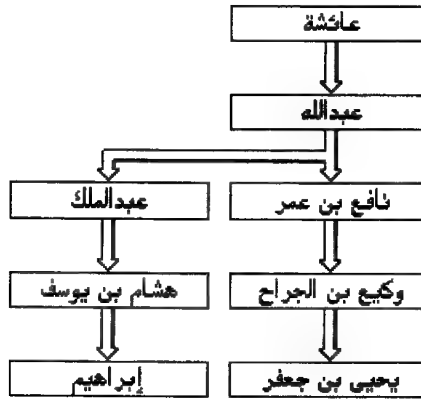 عائشة
عبدالله
نافع بن عمر
عبدالملك
وكيع بن الجراح
هشام بن يوسف
يحيى بن جعفر
إبراهيم